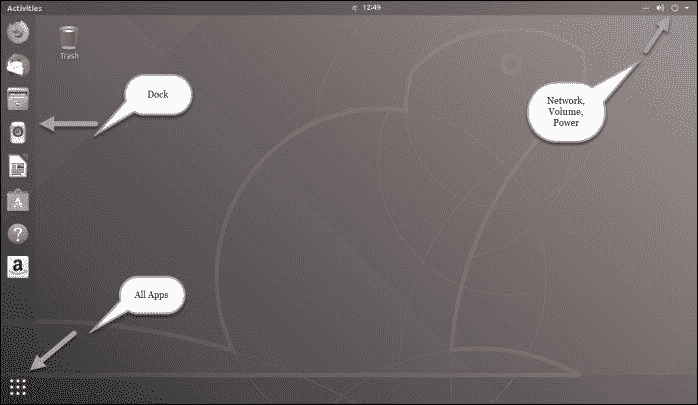 Activities
त् 12:49
Trash
Dock
Network,
Volume,
Power
All Apps
?
a